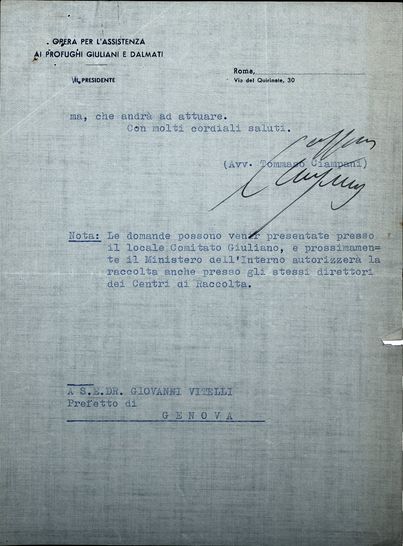 OPERA PER L'ASSISTENZA
AI PROFUGHI GIULIANI E DALMATI
IL PRESIDENTE
Roma,
Via del Quirinale, 30
ma, che andrà ad attuare.
Con molti cordiali saluti.
(Avv. Tommaso Ciampani)
Nota: Le domande possono venir presentate presso
il locale Comitato Giuliano, e prossimamen=
te il Ministero dell'Interno autorizzerà la
raccolta anche presso gli stessi direttori
dei Centri di Raccolta.
A S.E.DR. GIOVANNI VITELLI
Prefetto di
G E N O V A